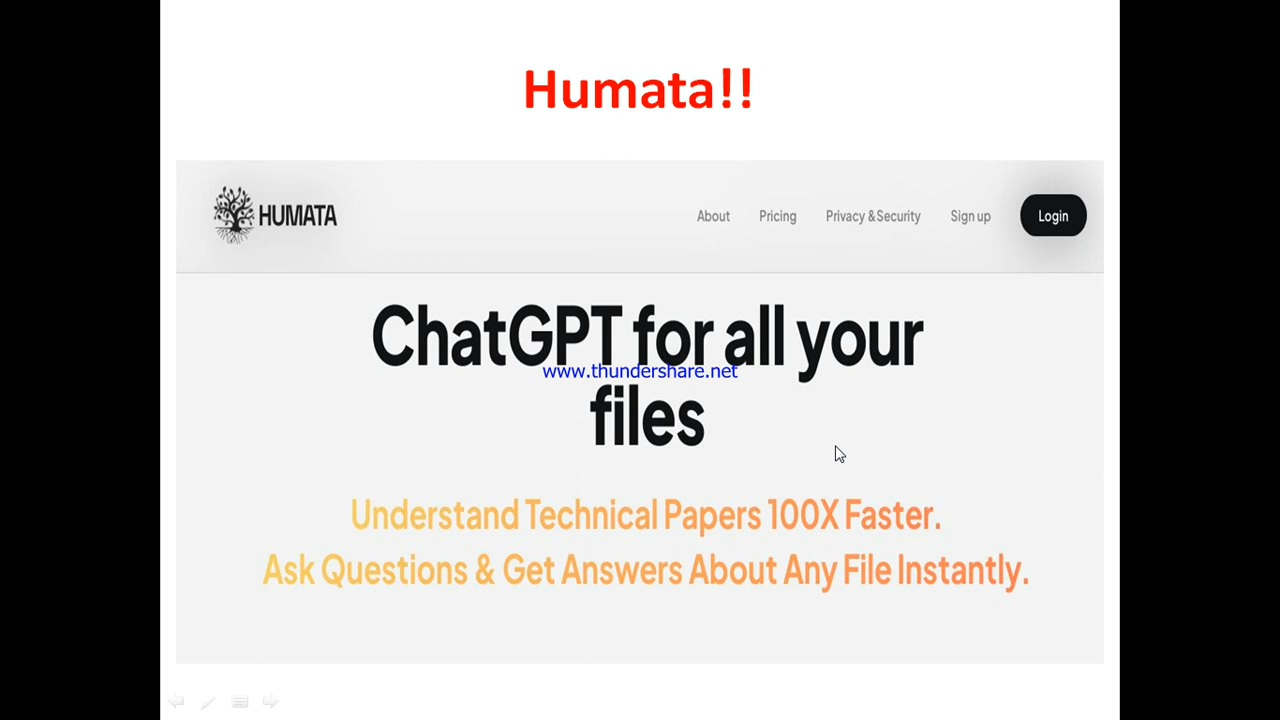 Humata!!
HUMATA
About Pricing Privacy & Security Sign up Login
ChatGPT for all your
www.thundershare.net
files
Understand Technical Papers 100X Faster.
Ask Questions & Get Answers About Any File Instantly.